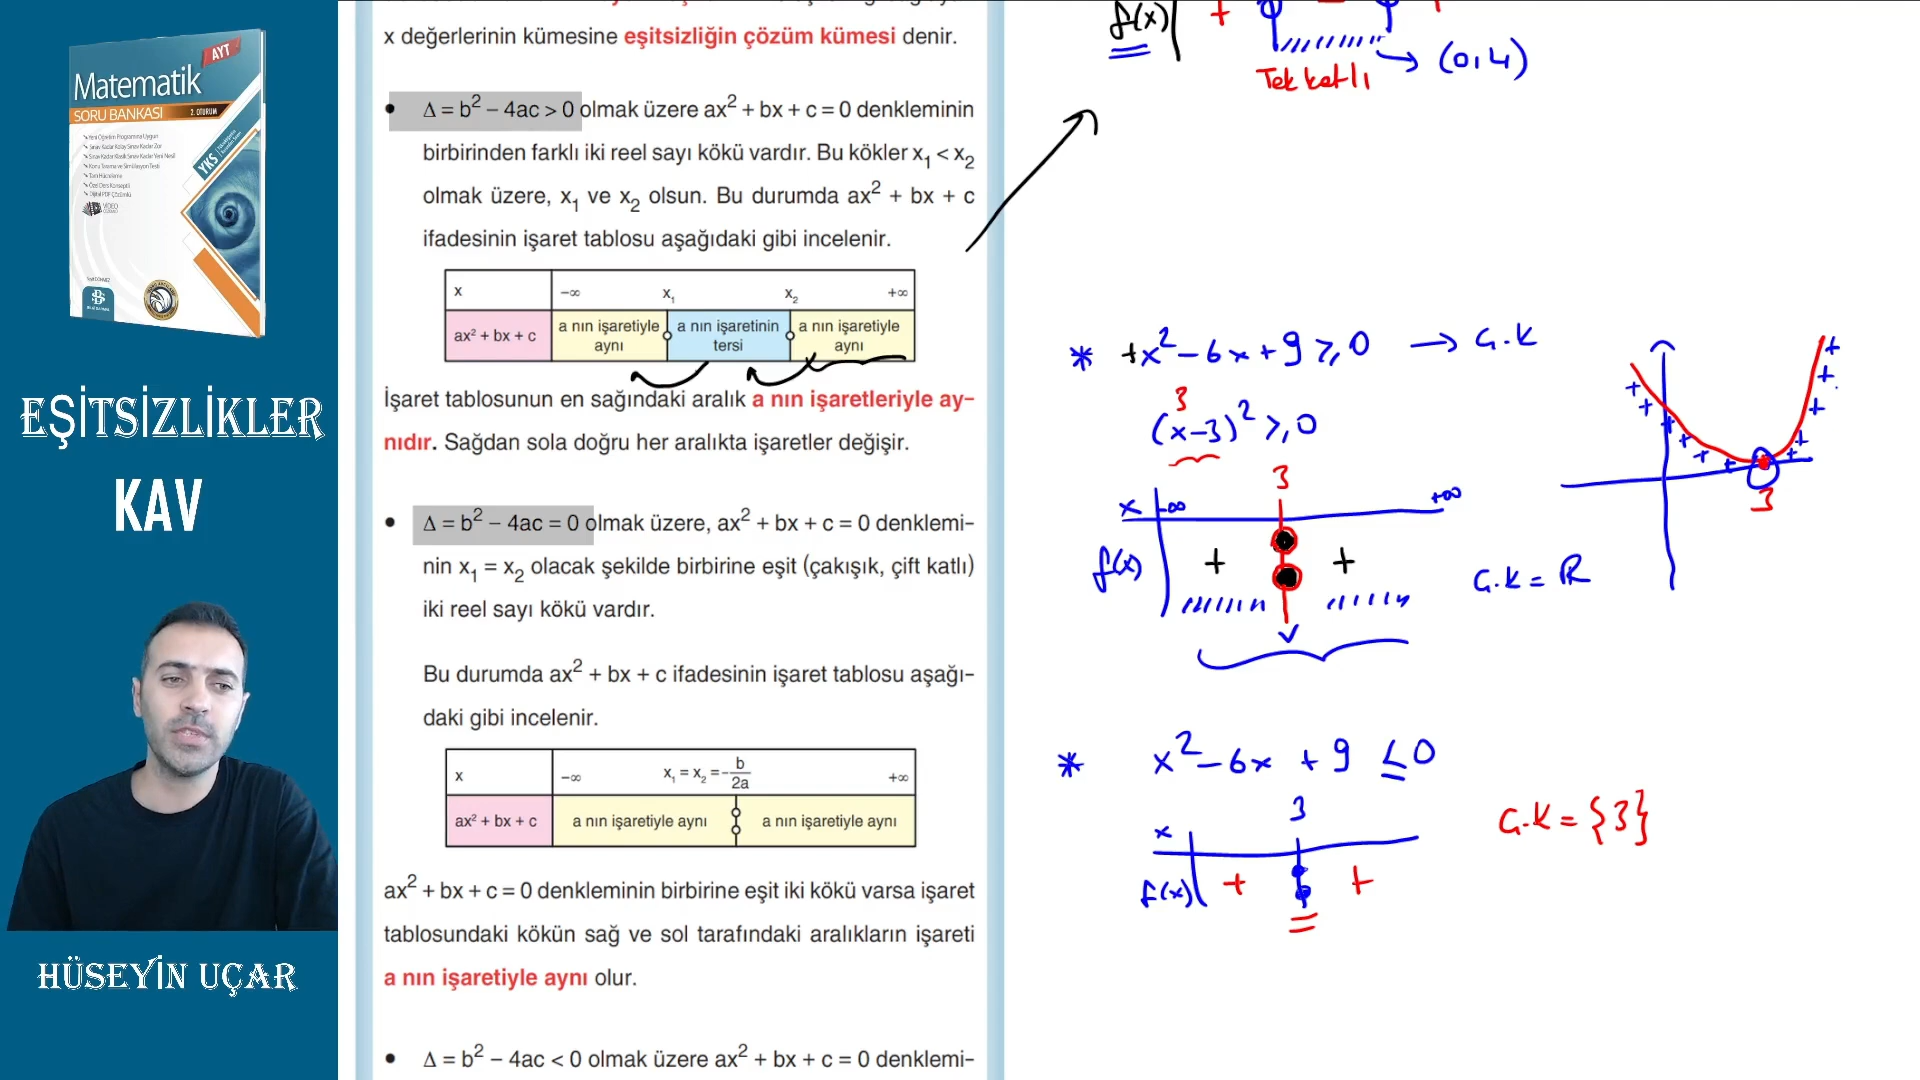 AYT
Matematik
SORU BANKASI
2. OTURUM
YKS
VIDEO
EŞİTSİZLİKLER
KAV
HÜSEYİN UÇAR
x değerlerinin kümesine eşitsizliğin çözüm kümesi denir.
• Δ = b² – 4ac > 0 olmak üzere ax² + bx + c = 0 denkleminin
birbirinden farklı iki reel sayı kökü vardır. Bu kökler x₁ < x₂
olmak üzere, x₁ ve x₂ olsun. Bu durumda ax² + bx + c
ifadesinin işaret tablosu aşağıdaki gibi incelenir.
x –∞ x₁ x₂ +∞
ax² + bx + c a nın işaretiyle aynı a nın işaretinin tersi a nın işaretiyle aynı
İşaret tablosunun en sağındaki aralık a nın işaretleriyle ay–
nıdır. Sağdan sola doğru her aralıkta işaretler değişir.
• Δ = b² – 4ac = 0 olmak üzere, ax² + bx + c = 0 denklemi–
nin x₁ = x₂ olacak şekilde birbirine eşit (çakışık, çift katlı)
iki reel sayı kökü vardır.
Bu durumda ax² + bx + c ifadesinin işaret tablosu aşağı–
daki gibi incelenir.
x –∞ x₁ = x₂ = –b/2a +∞
ax² + bx + c a nın işaretiyle aynı a nın işaretiyle aynı
ax² + bx + c = 0 denkleminin birbirine eşit iki kökü varsa işaret
tablosundaki kökün sağ ve sol tarafındaki aralıkların işareti
a nın işaretiyle aynı olur.
• Δ = b² – 4ac < 0 olmak üzere ax² + bx + c = 0 denklemi–
f(x) +
Tek katlı → (0,4)
* +x² – 6x + 9 ≥ 0 → Ç.K
3
(x – 3)² ≥ 0
3
x –∞ +∞
f(x) + +
Ç.K = R
+ + + + + + + + + + +
3
* x² – 6x + 9 ≤ 0
3
x
f(x) + +
Ç.K = {3}